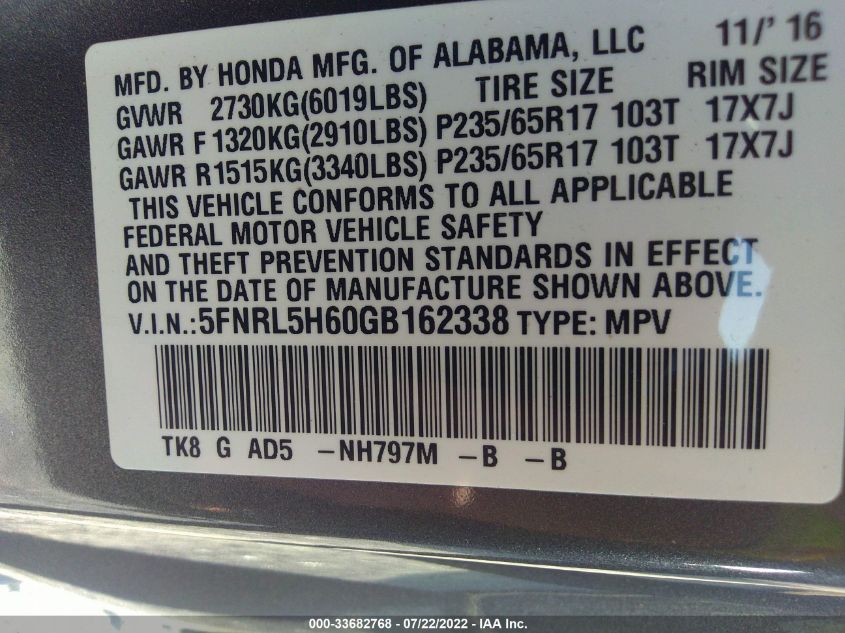 MFD. BY HONDA MFG. OF ALABAMA, LLC 11/' 16
GVWR 2730KG(6019LBS) TIRE SIZE RIM SIZE
GAWR F 1320KG(2910LBS) P235/65R17 103T 17X7J
GAWR R1515KG(3340LBS) P235/65R17 103T 17X7J
THIS VEHICLE CONFORMS TO ALL APPLICABLE
FEDERAL MOTOR VEHICLE SAFETY
AND THEFT PREVENTION STANDARDS IN EFFECT
ON THE DATE OF MANUFACTURE SHOWN ABOVE.
V.I.N.:5FNRL5H60GB162338 TYPE: MPV
TK8 G AD5 -NH797M -B -B
000-33682768 - 07/22/2022 - IAA Inc.